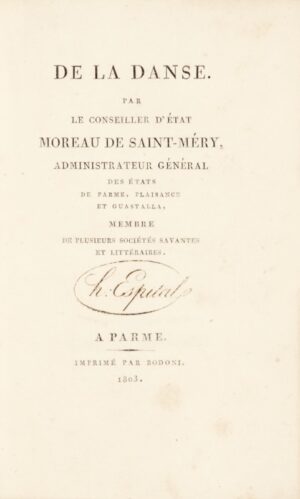 DE LA DANSE.
PAR
LE CONSEILLER D'ÉTAT
MOREAU DE SAINT-MÉRY,
ADMINISTRATEUR GÉNÉRAL
DES ÉTATS
DE PARME, PLAISANCE
ET GUASTALLA,
MEMBRE
DE PLUSIEURS SOCIÉTÉS SAVANTES
ET LITTÉRAIRES.
h. Espital
A PARME.
IMPRIMÉ PAR BODONI.
1803.